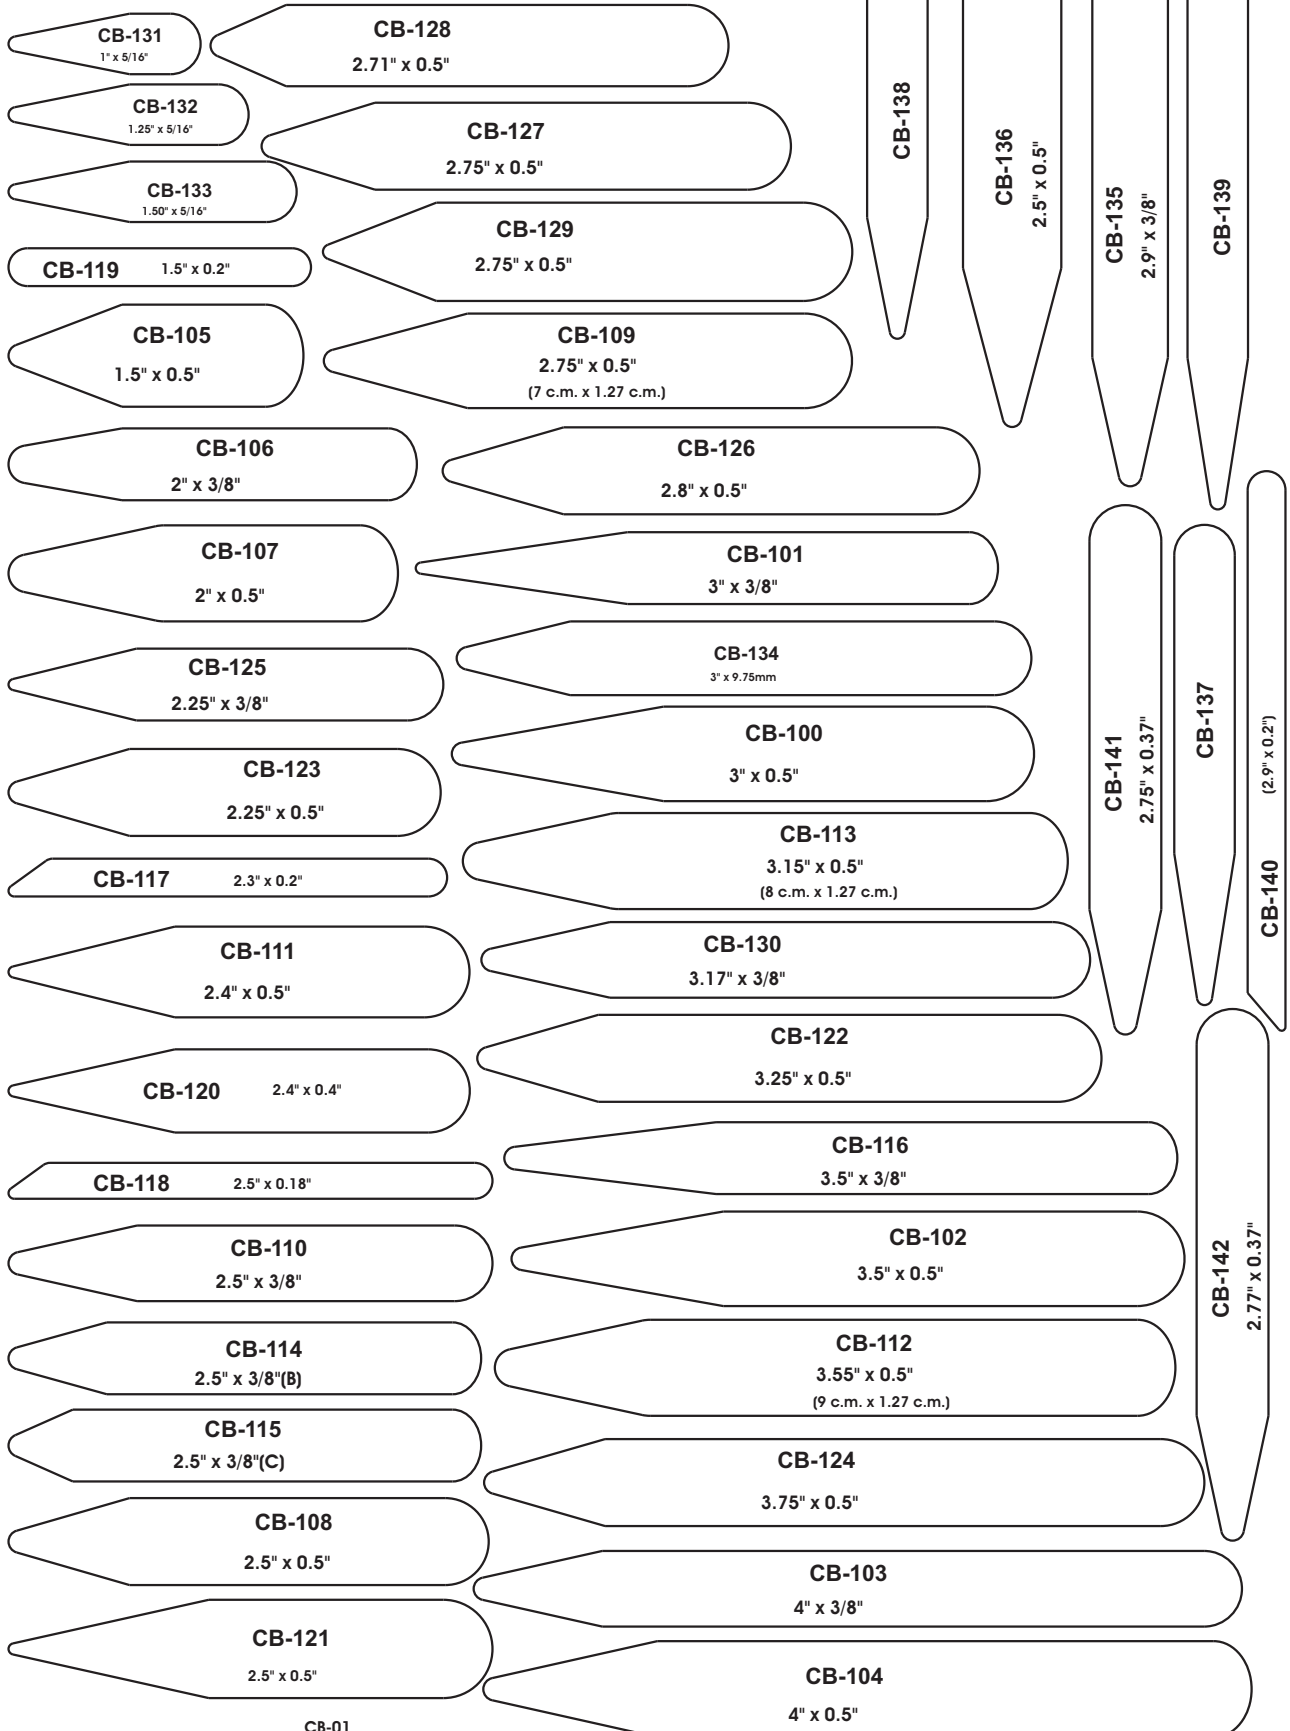 CB-131
1" x 5/16"
CB-132
1.25" x 5/16"
CB-133
1.50" x 5/16"
CB-119 1.5" x 0.2"
CB-105
1.5" x 0.5"
CB-106
2" x 3/8"
CB-107
2" x 0.5"
CB-125
2.25" x 3/8"
CB-123
2.25" x 0.5"
CB-117 2.3" x 0.2"
CB-111
2.4" x 0.5"
CB-120 2.4" x 0.4"
CB-118 2.5" x 0.18"
CB-110
2.5" x 3/8"
CB-114
2.5" x 3/8"(B)
CB-115
2.5" x 3/8"(C)
CB-108
2.5" x 0.5"
CB-121
2.5" x 0.5"
CB-01
CB-128
2.71" x 0.5"
CB-127
2.75" x 0.5"
CB-129
2.75" x 0.5"
CB-109
2.75" x 0.5"
(7 c.m. x 1.27 c.m.)
CB-126
2.8" x 0.5"
CB-101
3" x 3/8"
CB-134
3" x 9.75mm
CB-100
3" x 0.5"
CB-113
3.15" x 0.5"
(8 c.m. x 1.27 c.m.)
CB-130
3.17" x 3/8"
CB-122
3.25" x 0.5"
CB-116
3.5" x 3/8"
CB-102
3.5" x 0.5"
CB-112
3.55" x 0.5"
(9 c.m. x 1.27 c.m.)
CB-124
3.75" x 0.5"
CB-103
4" x 3/8"
CB-104
4" x 0.5"
CB-138
CB-136
2.5" x 0.5"
CB-135
2.9" x 3/8"
CB-139
CB-141
2.75" x 0.37"
CB-137
CB-140 (2.9" x 0.2")
CB-142
2.77" x 0.37"